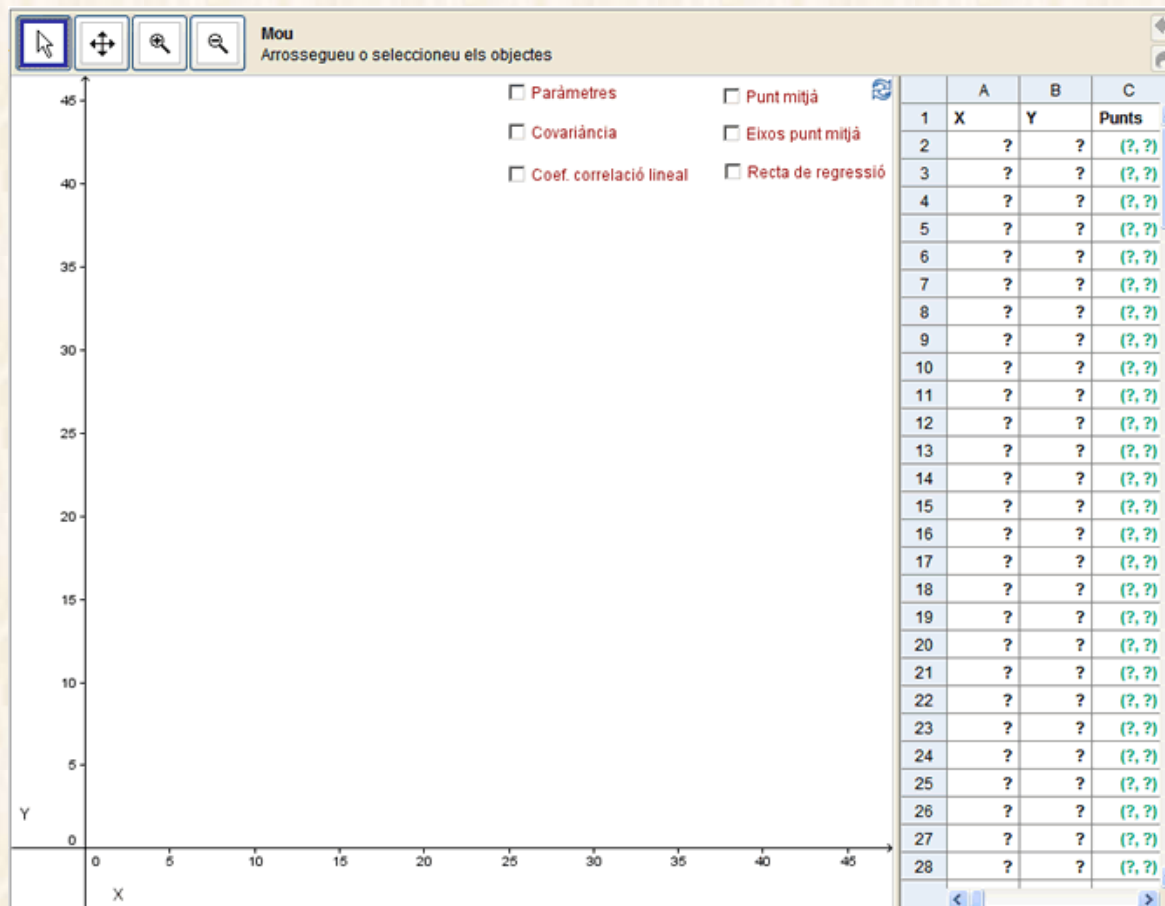 Mou
Arrossegueu o seleccioneu els objectes
Paràmetres
Covariància
Coef. correlació lineal
Punt mitjà
Eixos punt mitjà
Recta de regressió
45
40
35
30
25
20
15
10
5
0
Y
0 5 10 15 20 25 30 35 40 45
X
A B C
1 X Y Punts
2 ? ? (?, ?)
3 ? ? (?, ?)
4 ? ? (?, ?)
5 ? ? (?, ?)
6 ? ? (?, ?)
7 ? ? (?, ?)
8 ? ? (?, ?)
9 ? ? (?, ?)
10 ? ? (?, ?)
11 ? ? (?, ?)
12 ? ? (?, ?)
13 ? ? (?, ?)
14 ? ? (?, ?)
15 ? ? (?, ?)
16 ? ? (?, ?)
17 ? ? (?, ?)
18 ? ? (?, ?)
19 ? ? (?, ?)
20 ? ? (?, ?)
21 ? ? (?, ?)
22 ? ? (?, ?)
23 ? ? (?, ?)
24 ? ? (?, ?)
25 ? ? (?, ?)
26 ? ? (?, ?)
27 ? ? (?, ?)
28 ? ? (?, ?)